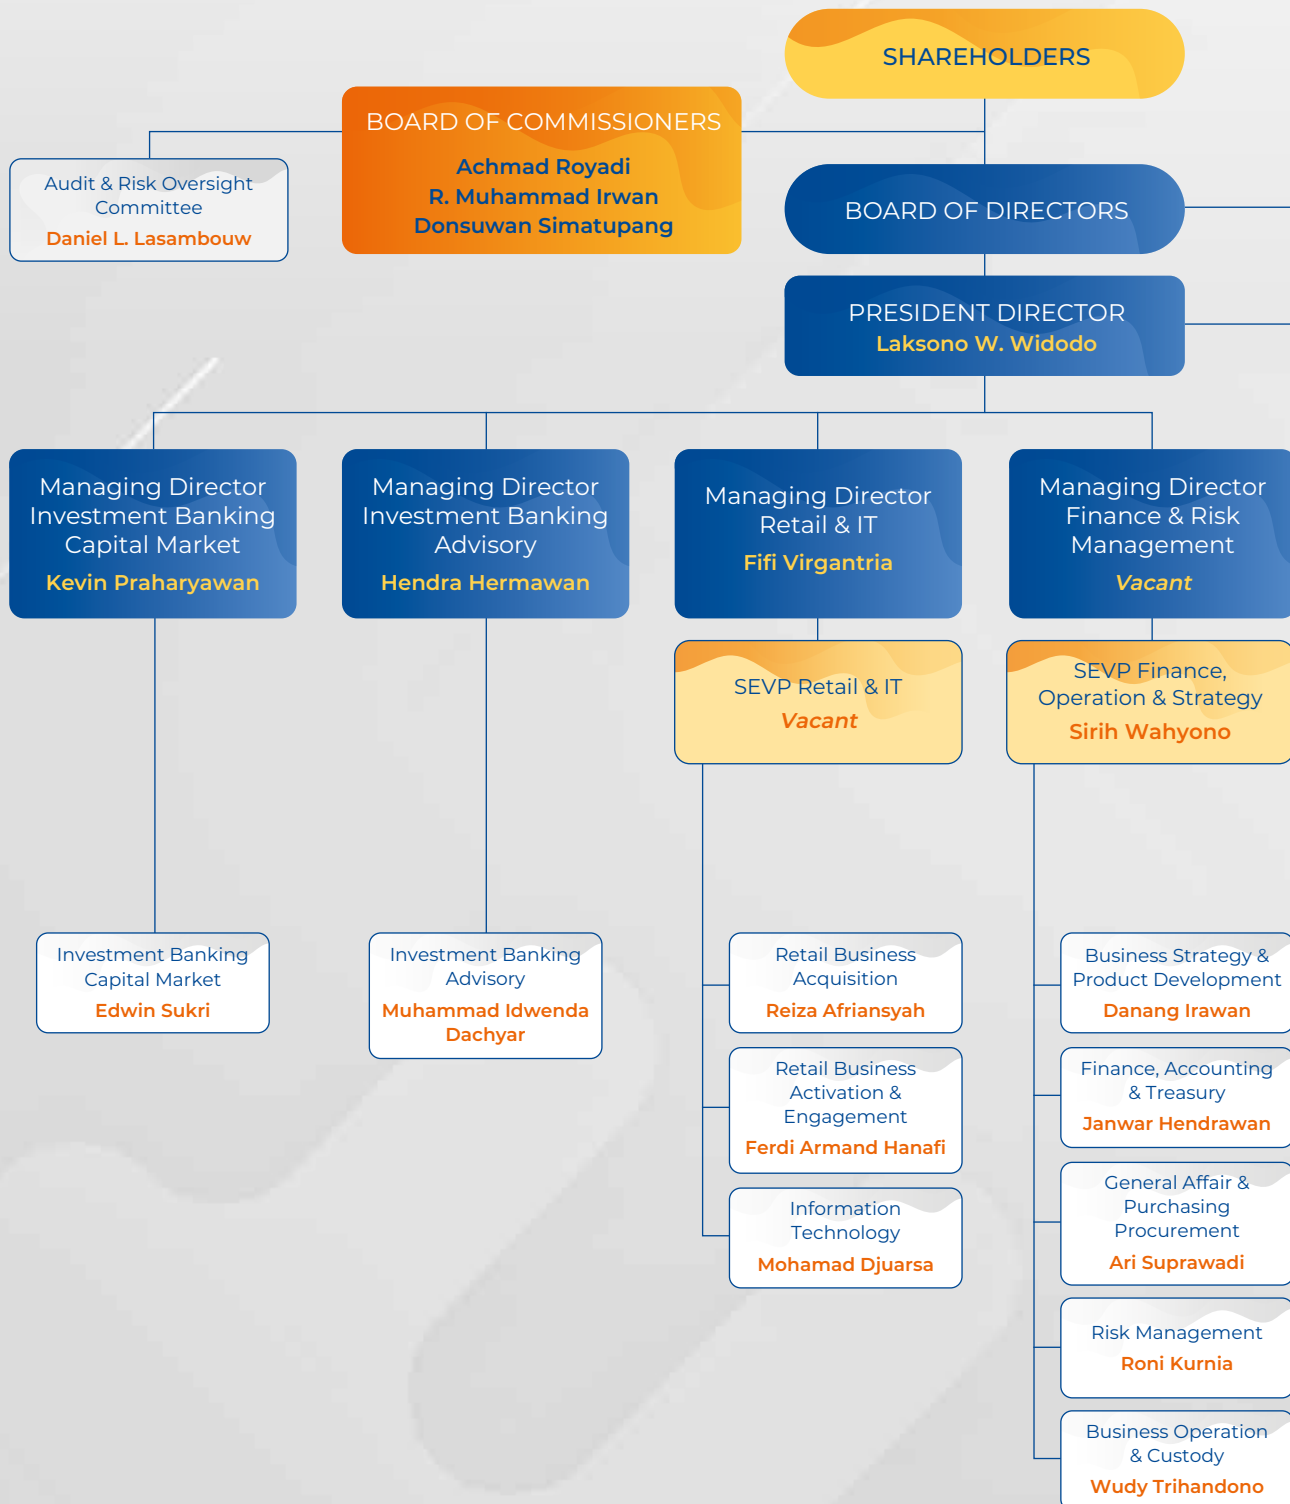 SHAREHOLDERS
BOARD OF COMMISSIONERS
Achmad Royadi
R. Muhammad Irwan
Donsuwan Simatupang
Audit & Risk Oversight
Committee
Daniel L. Lasambouw
BOARD OF DIRECTORS
PRESIDENT DIRECTOR
Laksono W. Widodo
Managing Director
Investment Banking
Capital Market
Kevin Praharyawan
Managing Director
Investment Banking
Advisory
Hendra Hermawan
Managing Director
Retail & IT
Fifi Virgantria
Managing Director
Finance & Risk
Management
Vacant
SEVP Retail & IT
Vacant
SEVP Finance,
Operation & Strategy
Sirih Wahyono
Investment Banking
Capital Market
Edwin Sukri
Investment Banking
Advisory
Muhammad Idwenda
Dachyar
Retail Business
Acquisition
Reiza Afriansyah
Retail Business
Activation &
Engagement
Ferdi Armand Hanafi
Information
Technology
Mohamad Djuarsa
Business Strategy &
Product Development
Danang Irawan
Finance, Accounting
& Treasury
Janwar Hendrawan
General Affair &
Purchasing
Procurement
Ari Suprawadi
Risk Management
Roni Kurnia
Business Operation
& Custody
Wudy Trihandono